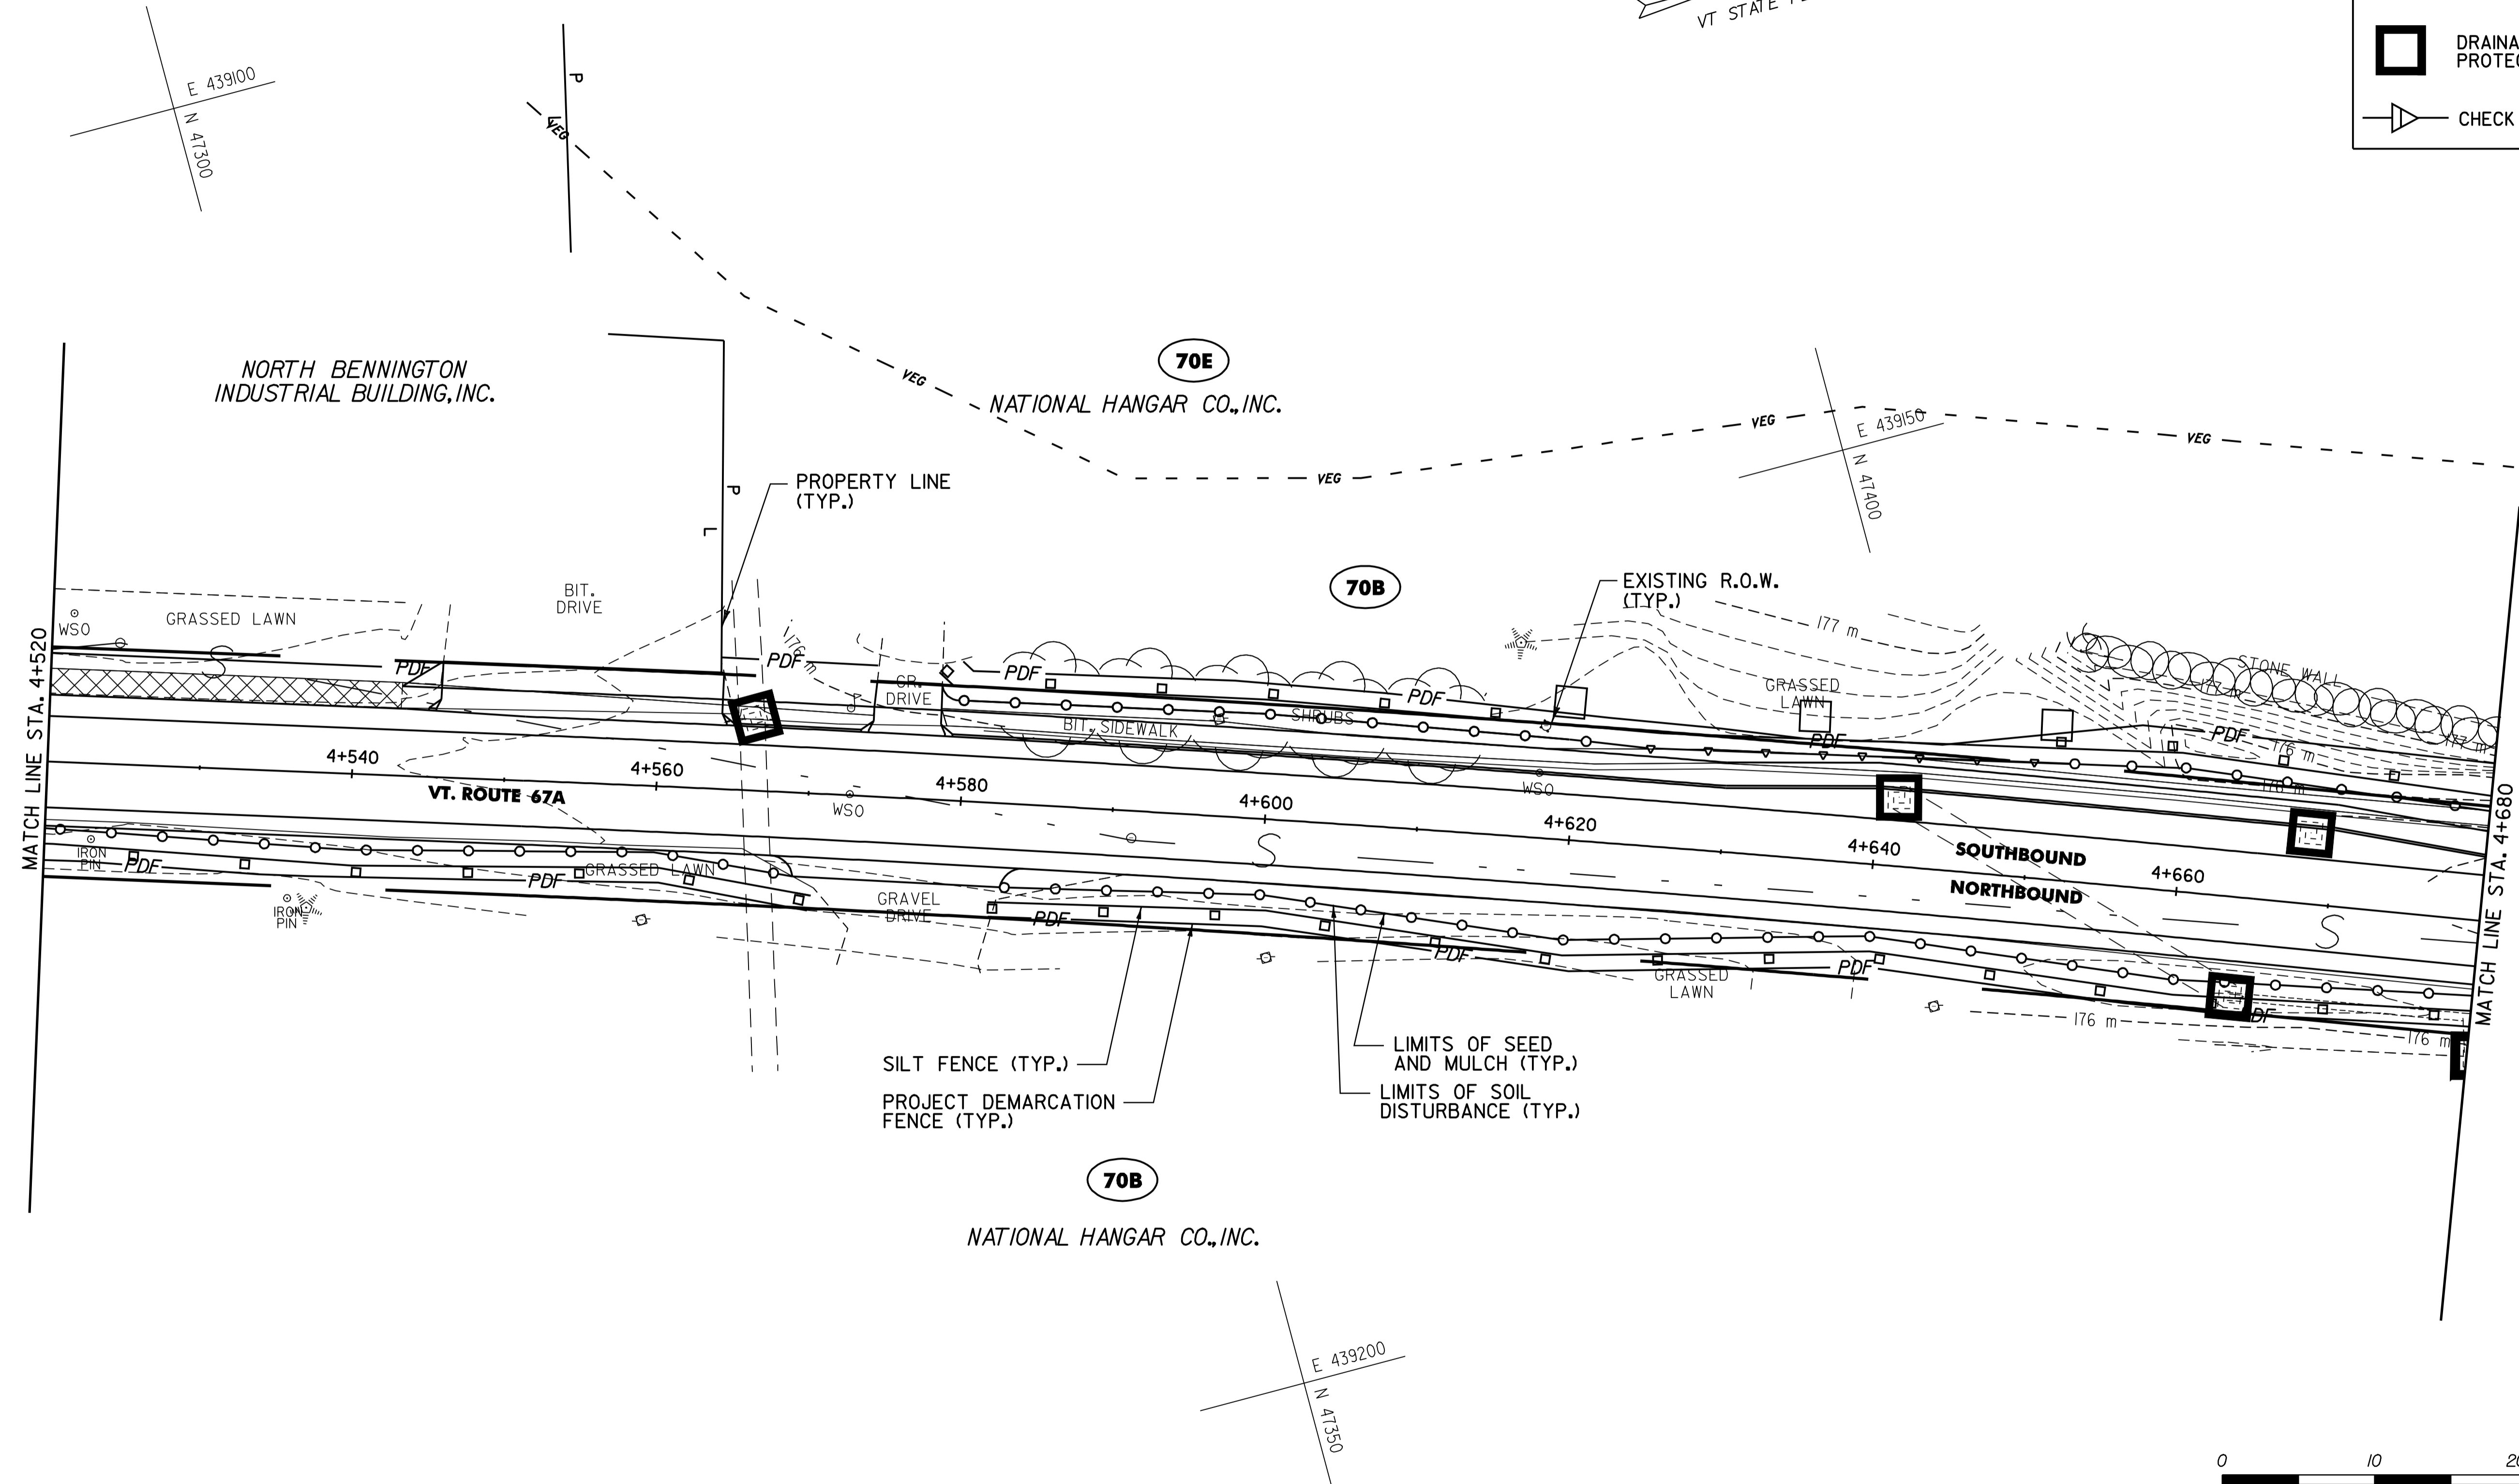 VT STATE
DRAINA
PROTEC
CHECK
E 439100
N 47300
P
L
VEG
NORTH BENNINGTON
INDUSTRIAL BUILDING, INC.
70E
NATIONAL HANGAR CO., INC.
VEG
VEG
VEG
VEG
E 439150
N 47400
P
L
PROPERTY LINE
(TYP.)
70B
EXISTING R.O.W.
(TYP.)
BIT.
DRIVE
GRASSED LAWN
WSO
176 m
177 m
STONE WALL
177 m
GRASSED
LAWN
PDF
PDF
PDF
PDF
PDF
PDF
GR.
DRIVE
SHRUBS
BIT. SIDEWALK
176 m
177 m
176 m
WSO
WSO
MATCH LINE STA. 4+520
4+540
4+560
4+580
4+600
4+620
4+640
4+660
MATCH LINE STA. 4+680
VT. ROUTE 67A
SOUTHBOUND
NORTHBOUND
S
S
S
IRON
PIN
PDF
PDF
GRASSED LAWN
GRAVEL
DRIVE
IRON
PIN
PDF
PDF
PDF
GRASSED
LAWN
DF
176 m
176 m
SILT FENCE (TYP.)
LIMITS OF SEED
AND MULCH (TYP.)
PROJECT DEMARCATION
FENCE (TYP.)
LIMITS OF SOIL
DISTURBANCE (TYP.)
70B
NATIONAL HANGAR CO., INC.
E 439200
N 47350
0
10